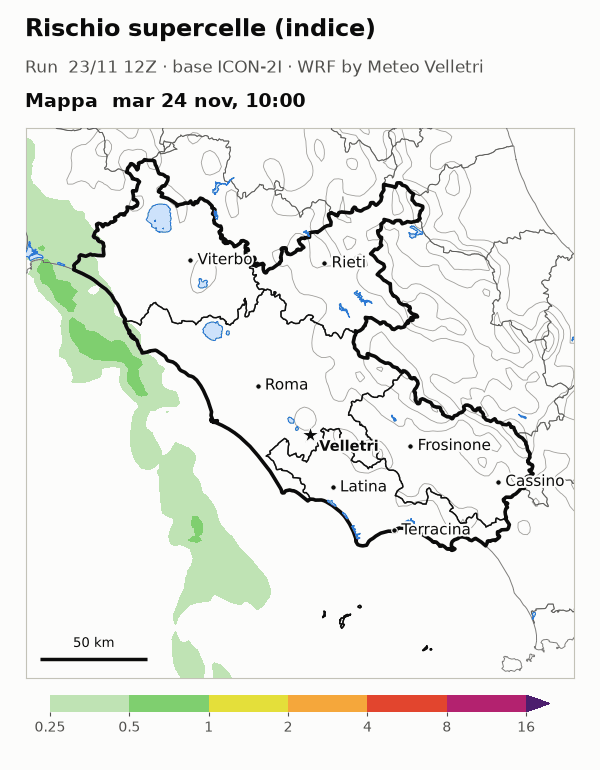 Rischio supercelle (indice)
Run  23/11 12Z · base ICON-2I · WRF by Meteo Velletri
Mappa  mar 24 nov, 10:00
Viterbo
Rieti
Roma
Velletri
Frosinone
Cassino
Latina
Terracina
50 km
0.25 0.5 1 2 4 8 16